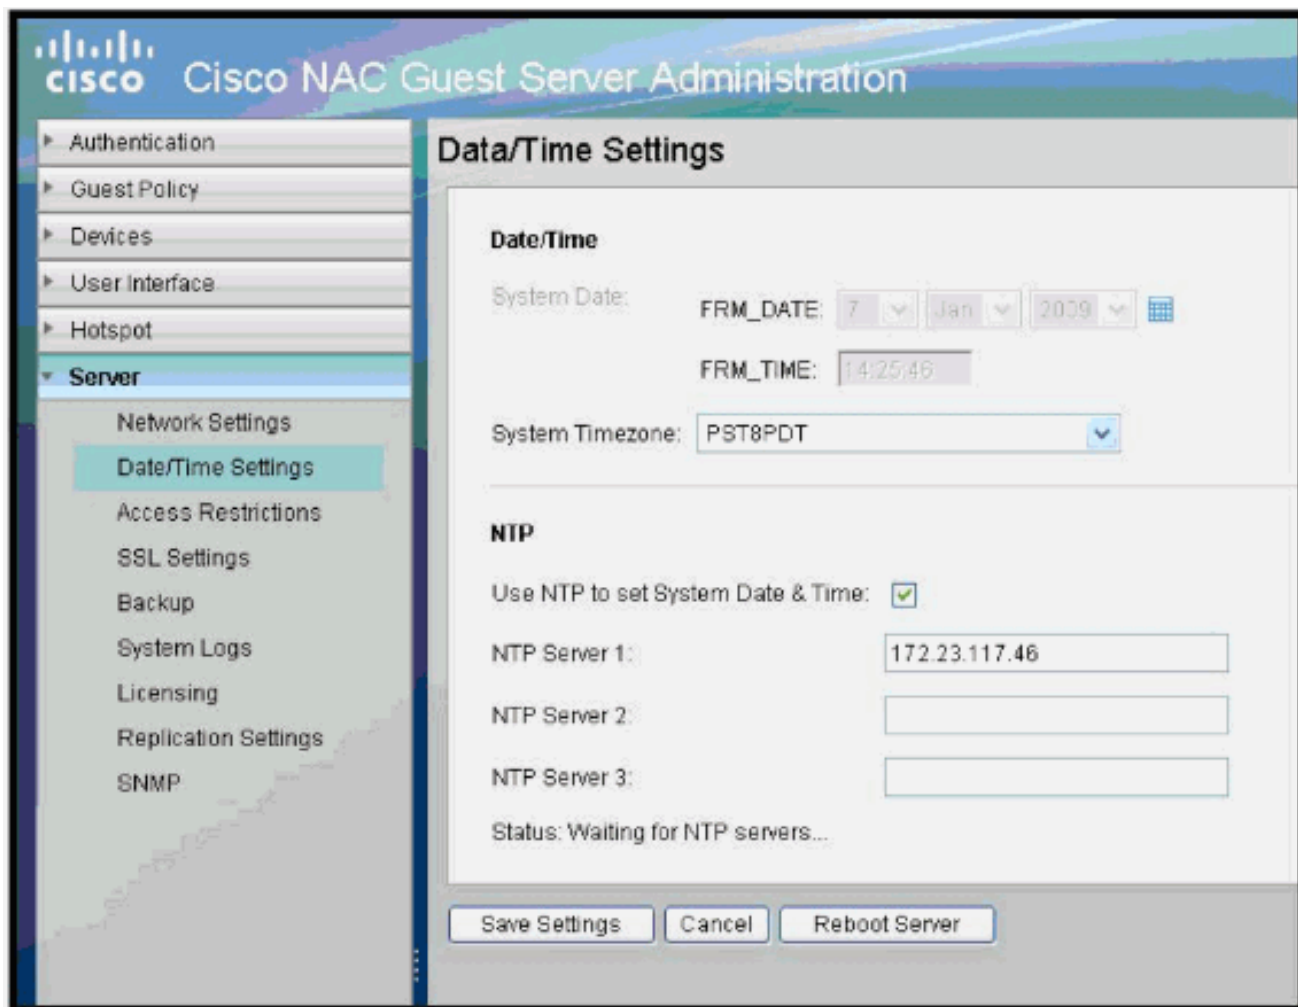 cisco Cisco NAC Guest Server Administration
Authentication
Guest Policy
Devices
User Interface
Hotspot
Server
Network Settings
Date/Time Settings
Access Restrictions
SSL Settings
Backup
System Logs
Licensing
Replication Settings
SNMP
Data/Time Settings
Date/Time
System Date: FRM_DATE: 7 Jan 2009
FRM_TIME: 14:25:46
System Timezone: PST8PDT
NTP
Use NTP to set System Date & Time:
NTP Server 1: 172.23.117.46
NTP Server 2:
NTP Server 3:
Status: Waiting for NTP servers...
Save Settings Cancel Reboot Server